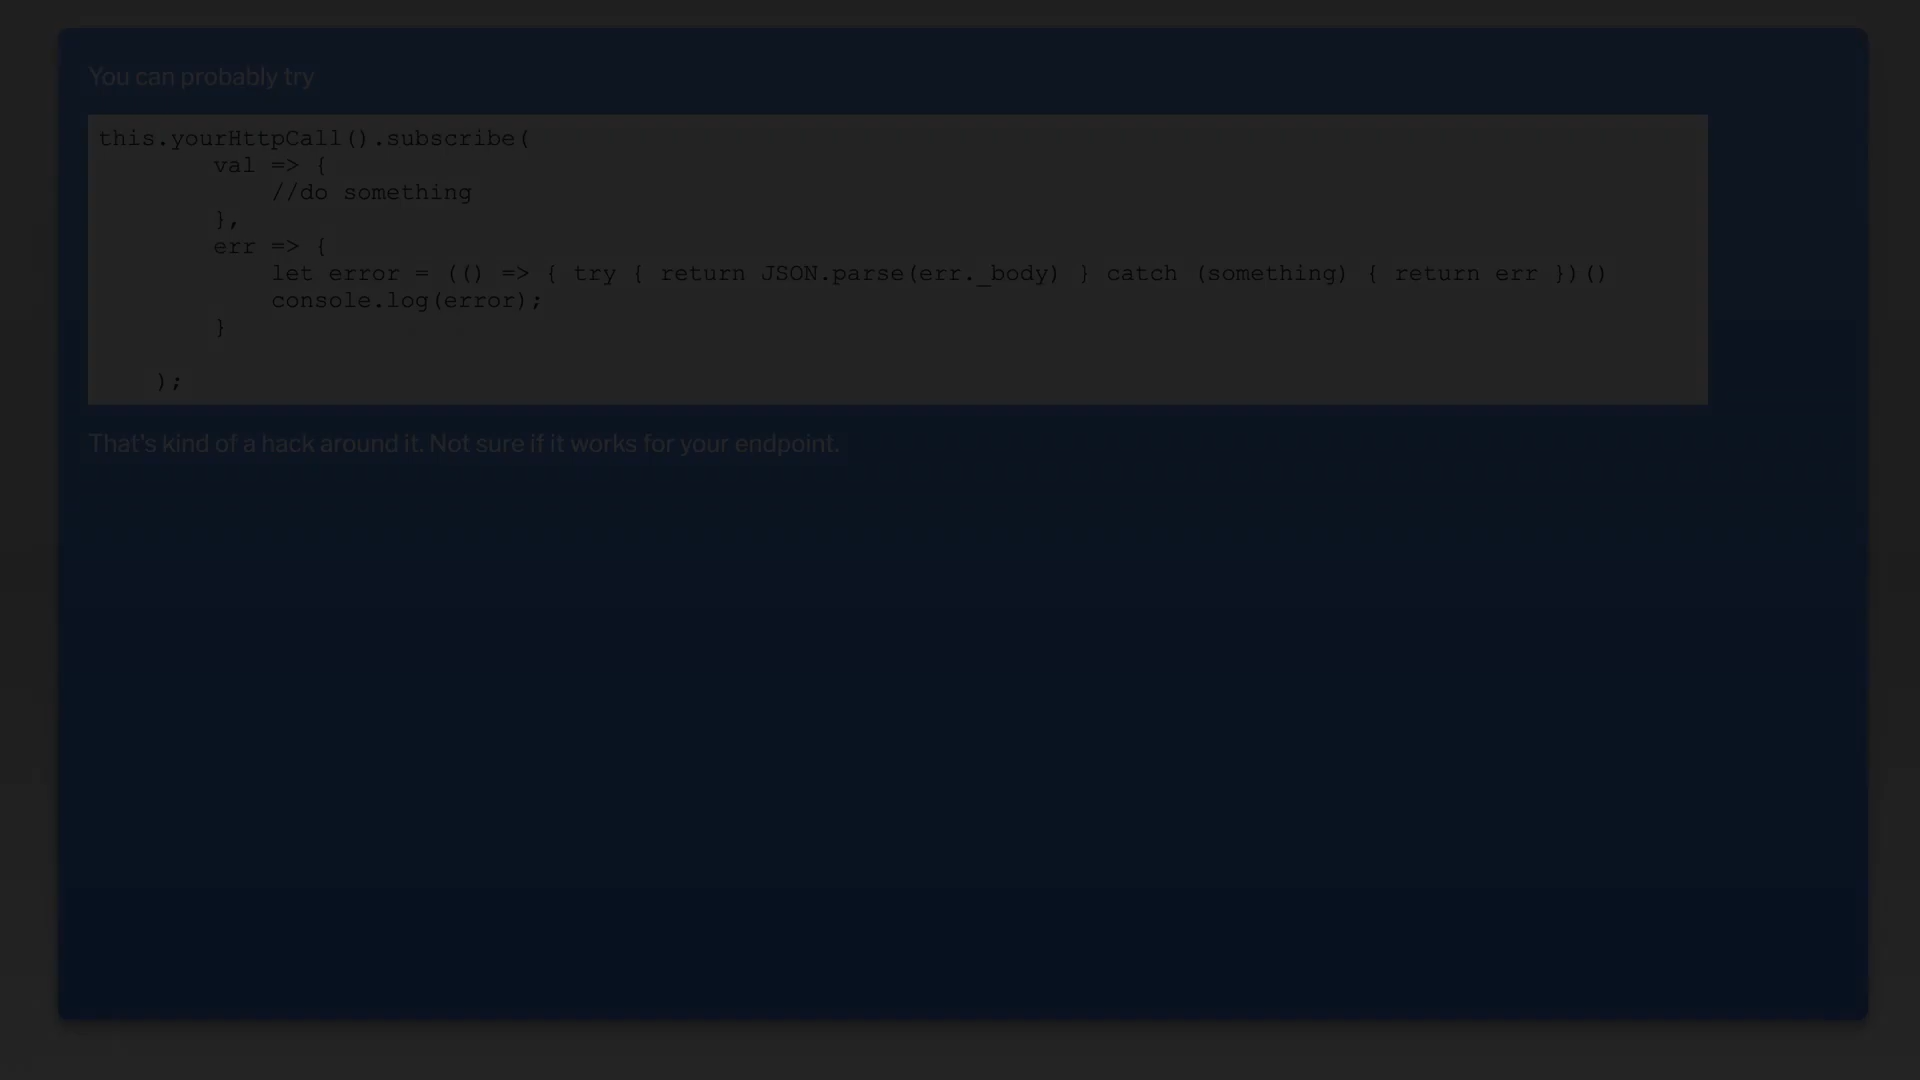 You can probably try
this.yourHttpCall().subscribe(
        val => {
            //do something
        },
        err => {
            let error = (() => { try { return JSON.parse(err._body) } catch (something) { return err })()
            console.log(error);
        }
    );
That's kind of a hack around it. Not sure if it works for your endpoint.